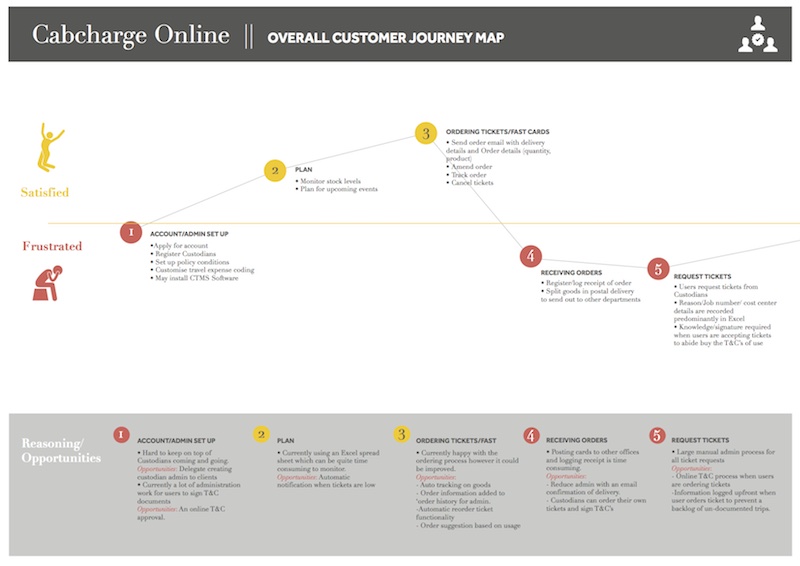 Cabcharge Online || OVERALL CUSTOMER JOURNEY MAP
Satisfied
Frustrated
1
ACCOUNT/ADMIN SET UP
•Apply for account
• Register Custodians
• Set up policy conditions
• Customise travel expense coding
• May install CTMS Software
2
PLAN
• Monitor stock levels
• Plan for upcoming events
3
ORDERING TICKETS/FAST CARDS
• Send order email with delivery
details and Order details (quantity,
product)
• Amend order
• Track order
• Cancel tickets
4
RECEIVING ORDERS
• Register/log receipt of order
• Split goods in postal delivery
to send out to other departments
5
REQUEST TICKETS
• Users request tickets from
Custodians
• Reason/Job number/ cost center
details are recorded
predominantly in Excel
• Knowledge/signature required
when users are accepting tickets
to abide buy the T&C's of use
Reasoning/
Opportunities
1
ACCOUNT/ADMIN SET UP
• Hard to keep on top of
Custodians coming and going.
Opportunities: Delegate creating
custodian admin to clients
• Currently a lot of administration
work for users to sign T&C
documents
Opportunities: An online T&C
approval.
2
PLAN
• Currently using an Excel spread
sheet which can be quite time
consuming to monitor.
Opportunities: Automatic
notification when tickets are low
3
ORDERING TICKETS/FAST
• Currently happy with the
ordering process however it could
be improved.
Opportunities:
- Auto tracking on goods
- Order information added to
'order history for admin.
-Automatic reorder ticket
functionality
- Order suggestion based on usage
4
RECEIVING ORDERS
• Posting cards to other offices
and logging receipt is time
consuming.
Opportunities:
- Reduce admin with an email
confirmation of delivery.
- Custodians can order their own
tickets and sign T&C's
5
REQUEST TICKETS
• Large manual admin process for
all ticket requests
Opportunities:
- Online T&C process when users
are ordering tickets
-Information logged upfront when
user orders ticket to prevent a
backlog of un-documented trips.